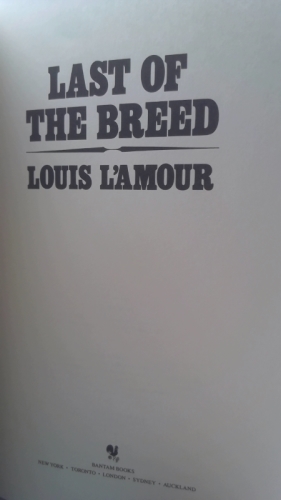 LAST OF
THE BREED
LOUIS L'AMOUR
BANTAM BOOKS
NEW YORK • TORONTO • LONDON • SYDNEY • AUCKLAND